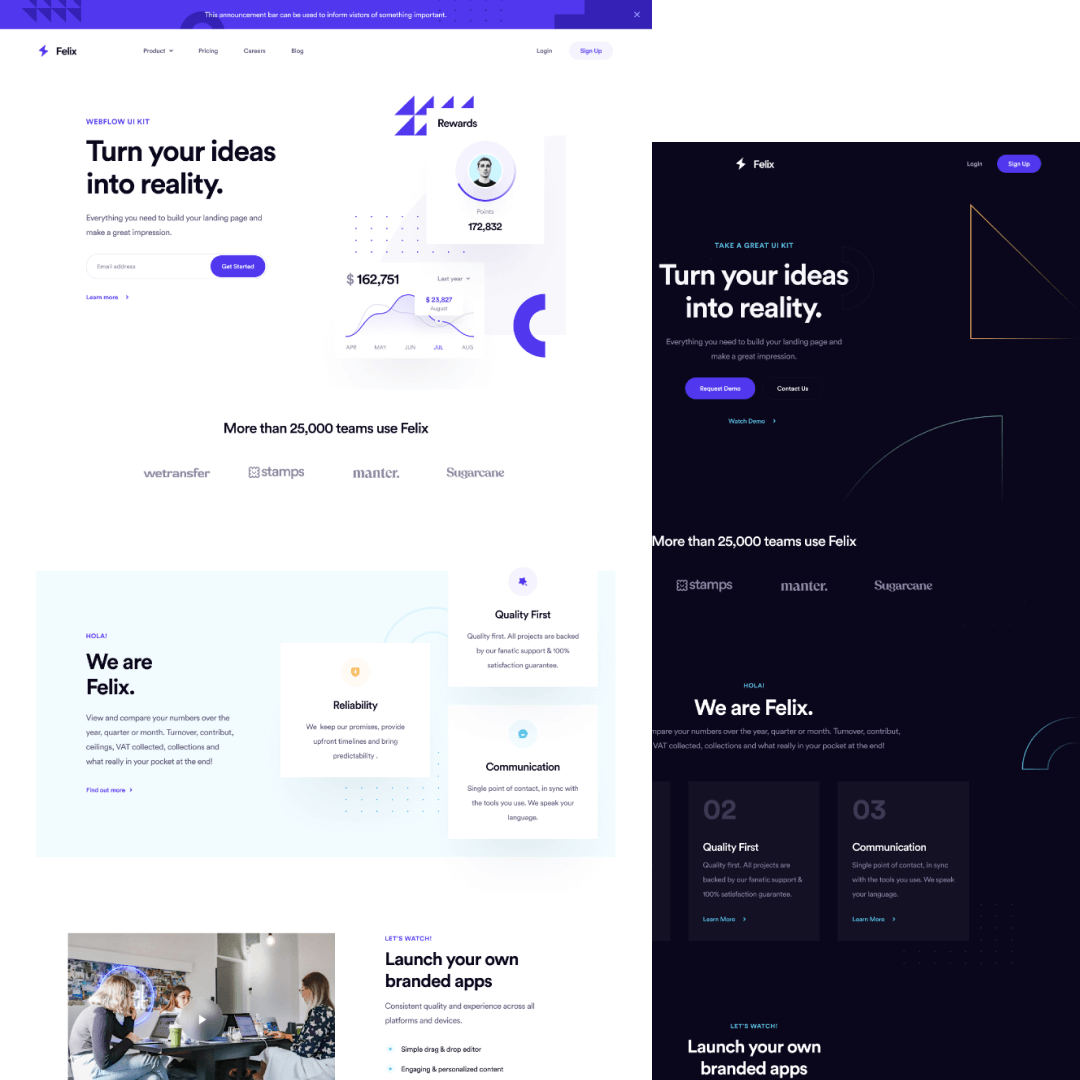 This announcement bar can be used to inform vistors of something important.
Felix
Product
Pricing
Careers
Blog
Login
Sign Up
WEBFLOW UI KIT
Turn your ideas
into reality.
Everything you need to build your landing page and
make a great impression.
Email address
Get Started
Learn more
Rewards
Points
172,832
$ 162,751
Last year
$ 23,827
August
APR MAY JUN JUL AUG
More than 25,000 teams use Felix
wetransfer
stamps
manter.
Sugarcane
HOLA!
We are
Felix.
View and compare your numbers over the
year, quarter or month. Turnover, contribut,
ceilings, VAT collected, collections and
what really in your pocket at the end!
Find out more
Reliability
We keep our promises, provide
upfront timelines and bring
predictability .
Quality First
Quality first. All projects are backed
by our fanatic support & 100%
satisfaction guarantee.
Communication
Single point of contact, in sync with
the tools you use. We speak your
language.
LET'S WATCH!
Launch your own
branded apps
Consistent quality and experience across all
platforms and devices.
Simple drag & drop editor
Engaging & personalized content
Felix
Login
Sign Up
TAKE A GREAT UI KIT
Turn your ideas
into reality.
Everything you need to build your landing page and
make a great impression.
Request Demo
Contact Us
Watch Demo
More than 25,000 teams use Felix
stamps
manter.
Sugarcane
HOLA!
We are Felix.
mpare your numbers over the year, quarter or month. Turnover, contribut,
VAT collected, collections and what really in your pocket at the end!
02
Quality First
Quality first. All projects are
backed by our fanatic support &
100% satisfaction guarantee.
Learn More
03
Communication
Single point of contact, in sync
with the tools you use. We speak
your language.
Learn More
LET'S WATCH!
Launch your own
branded apps